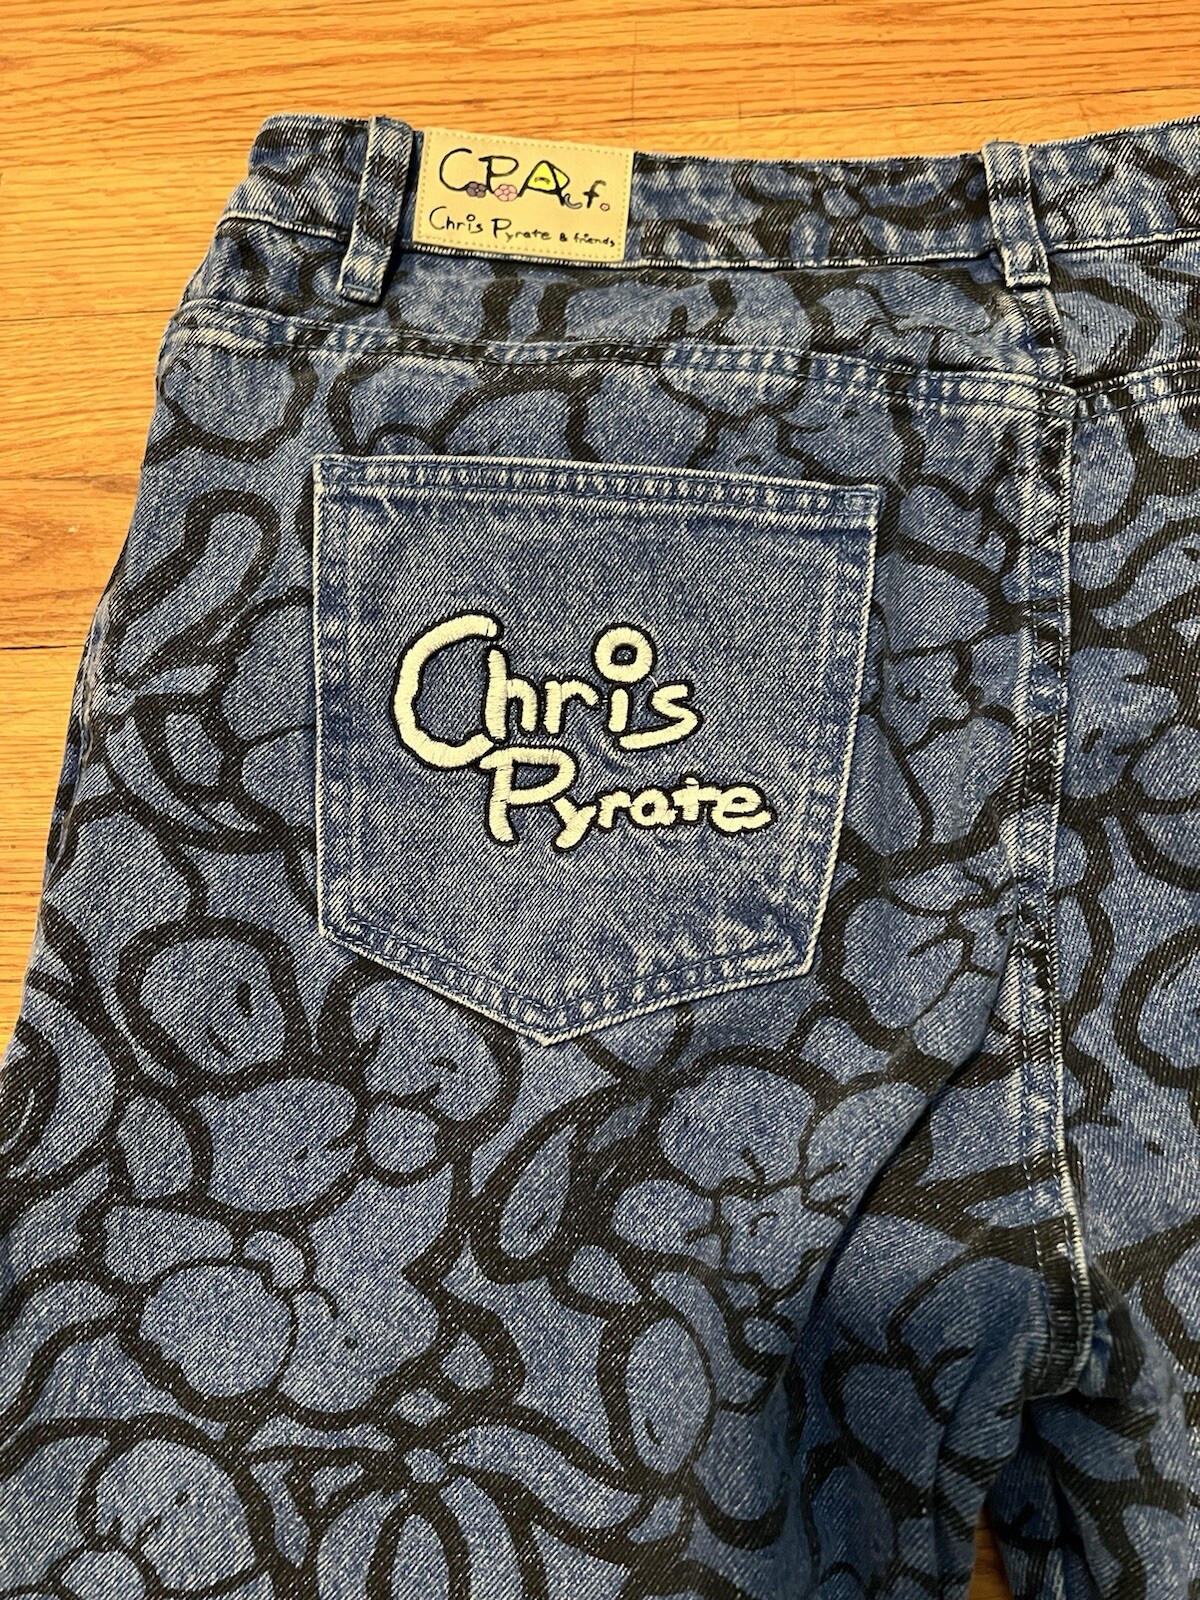 C.P.A.f.
Chris Pyrate & friends
Chris
Pyrate